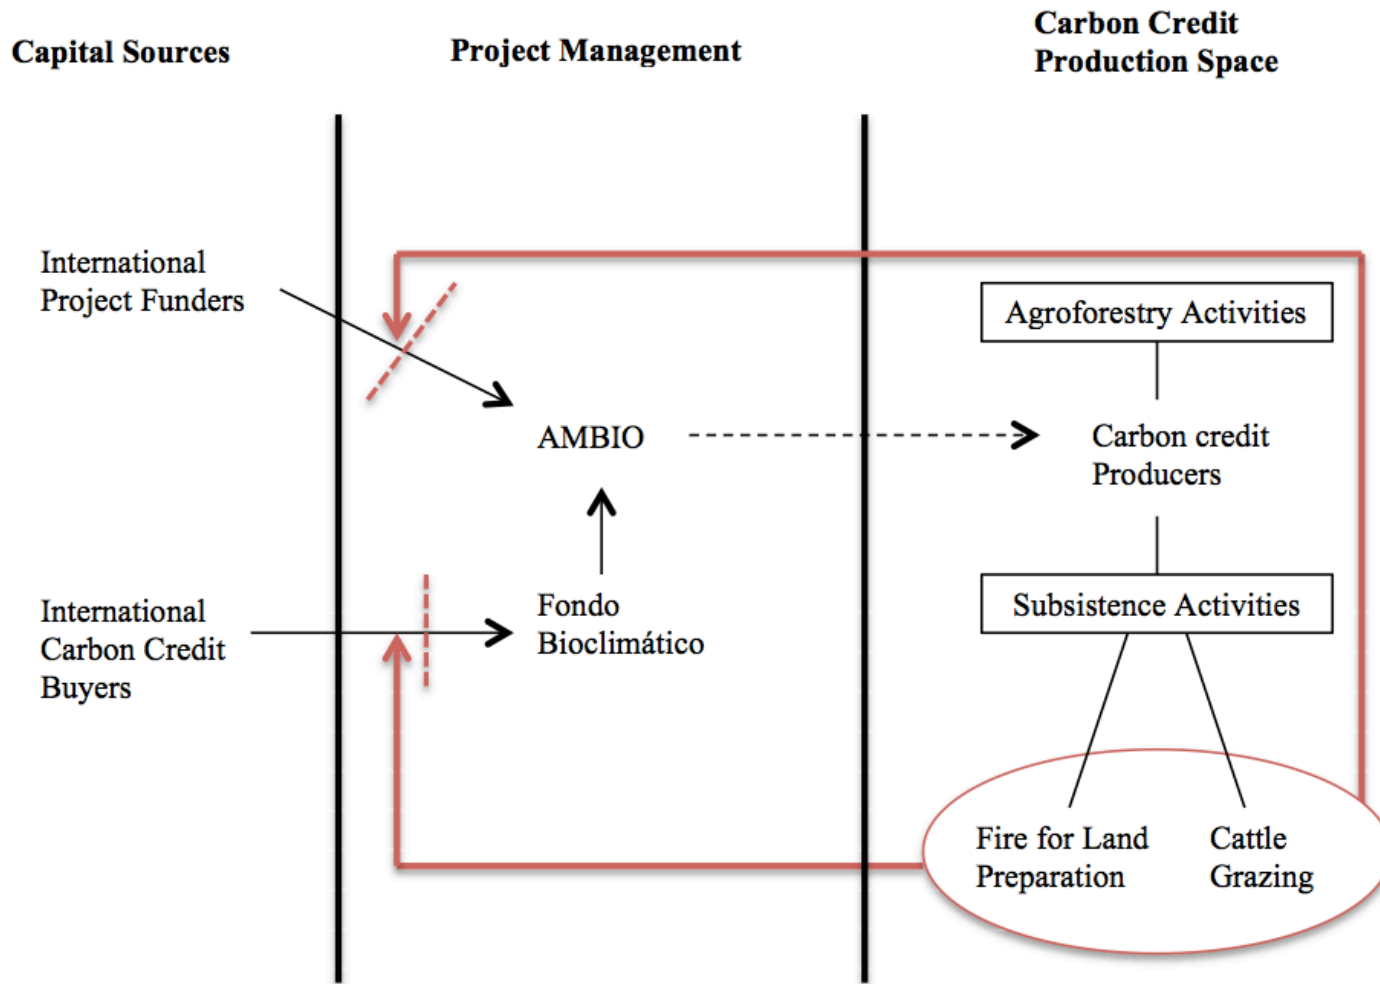 Capital Sources
Project Management
Carbon Credit
Production Space
International
Project Funders
Agroforestry Activities
AMBIO
Carbon credit
Producers
International
Carbon Credit
Buyers
Fondo
Bioclimático
Subsistence Activities
Fire for Land
Preparation
Cattle
Grazing